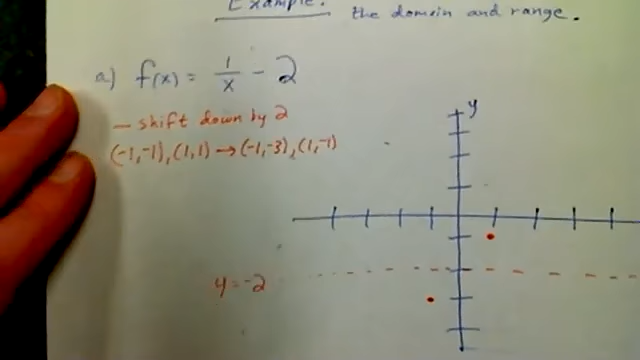 Example:
the domain and range.
a) f(x) = 1/x - 2
- shift down by 2
(-1,-1), (1,1) → (-1,-3), (1,-1)
y
y = -2